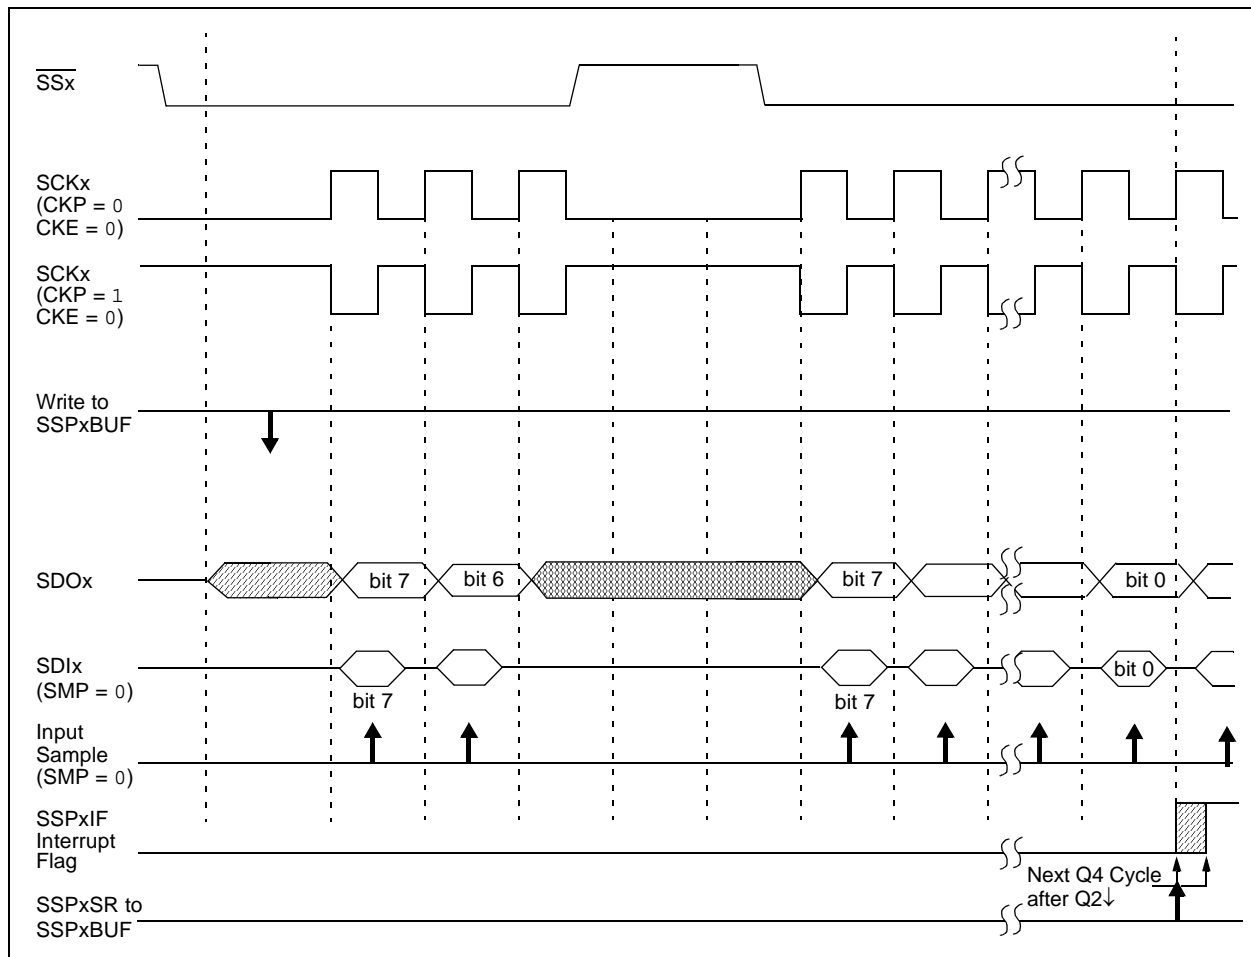 SSx
SCKx
(CKP = 0
CKE = 0)
SCKx
(CKP = 1
CKE = 0)
Write to
SSPxBUF
SDOx
bit 7
bit 6
bit 7
bit 0
SDIx
(SMP = 0)
bit 7
bit 7
bit 0
Input
Sample
(SMP = 0)
SSPxIF
Interrupt
Flag
Next Q4 Cycle
after Q2↓
SSPxSR to
SSPxBUF